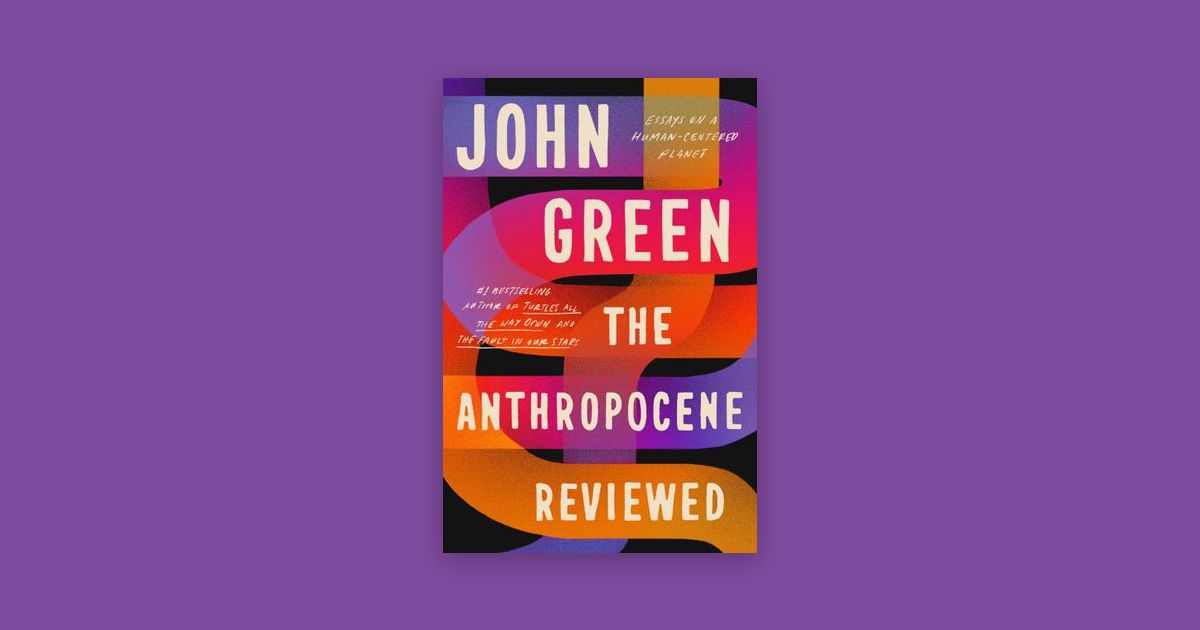 JOHN
ESSAYS ON A
HUMAN-CENTERED
PLANET
GREEN
#1 BESTSELLING
AUTHOR OF TURTLES ALL
THE WAY DOWN AND
THE FAULT IN OUR STARS
THE
ANTHROPOCENE
REVIEWED